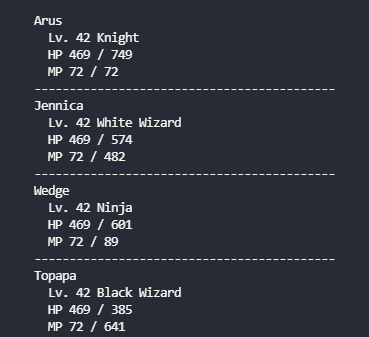 Arus
Lv. 42 Knight
HP 469 / 749
MP 72 / 72
-------------------------------------------
Jennica
Lv. 42 White Wizard
HP 469 / 574
MP 72 / 482
-------------------------------------------
Wedge
Lv. 42 Ninja
HP 469 / 601
MP 72 / 89
-------------------------------------------
Topapa
Lv. 42 Black Wizard
HP 469 / 385
MP 72 / 641